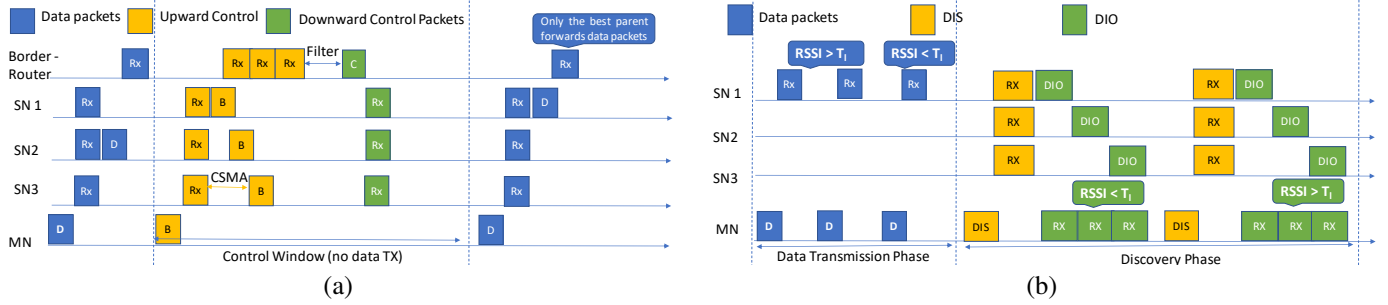 Data packets
Upward Control
Downward Control Packets
Only the best parent
forwards data packets
Border -
Router
Rx
Rx
Rx
Rx
Filter
C
Rx
SN 1
Rx
Rx
B
Rx
Rx
D
SN2
Rx
D
Rx
B
Rx
Rx
SN3
Rx
Rx
CSMA
B
Rx
Rx
MN
D
B
D
Control Window (no data TX)
(a)
Data packets
DIS
DIO
RSSI > Tl
RSSI < Tl
SN 1
Rx
Rx
Rx
RX
DIO
RX
DIO
SN2
RX
DIO
RX
DIO
SN3
RX
DIO
RX
DIO
RSSI < Tl
RSSI > Tl
MN
D
D
D
DIS
RX
RX
RX
DIS
RX
RX
RX
Data Transmission Phase
Discovery Phase
(b)